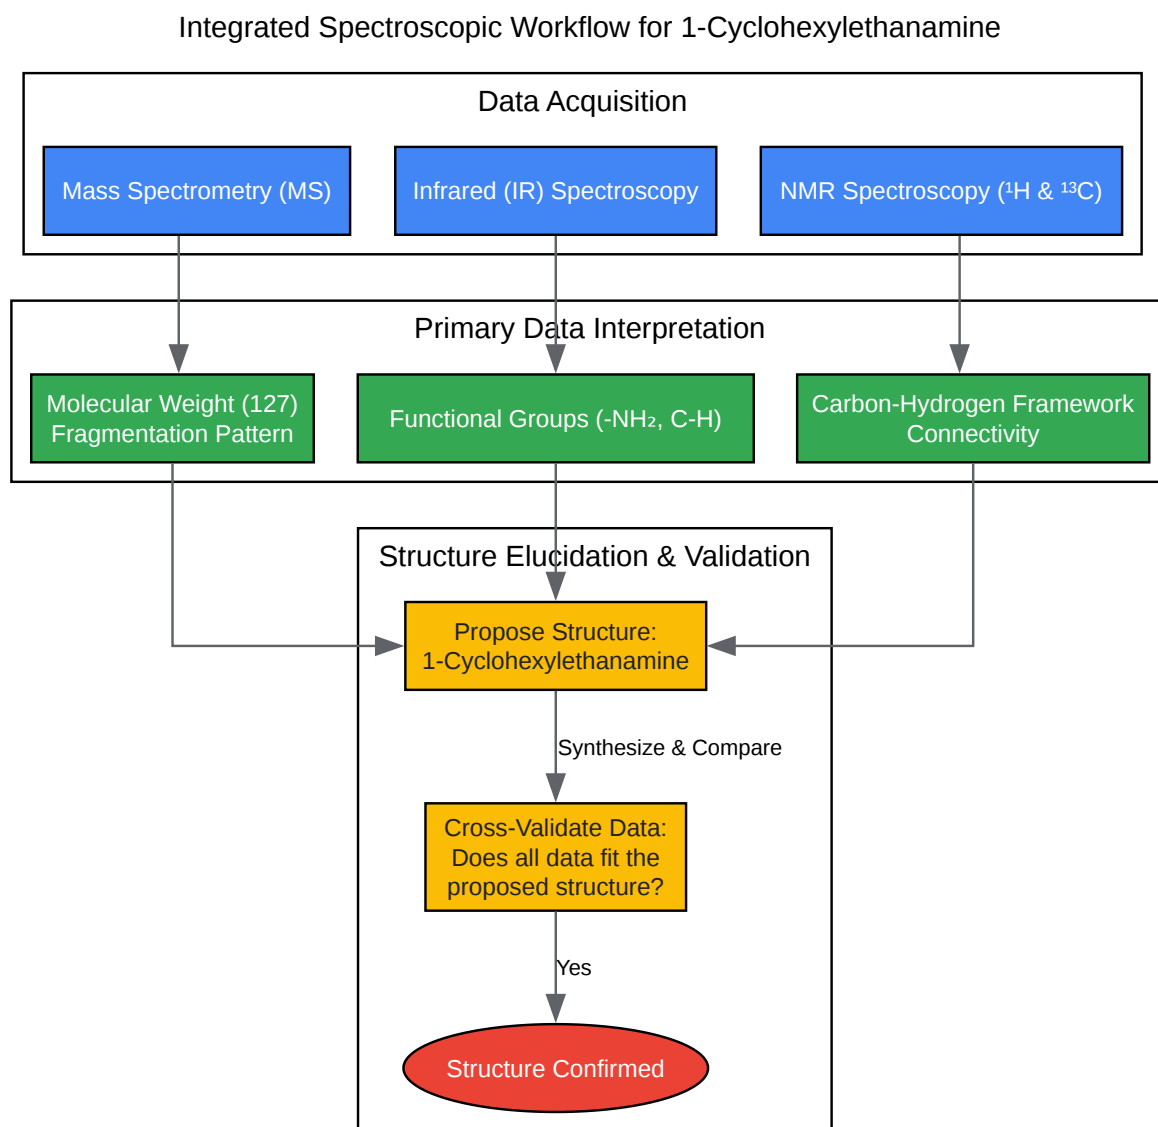 Integrated Spectroscopic Workflow for 1-Cyclohexylethanamine
Data Acquisition
Mass Spectrometry (MS)
Infrared (IR) Spectroscopy
NMR Spectroscopy (¹H & ¹³C)
Primary Data Interpretation
Molecular Weight (127)
Fragmentation Pattern
Functional Groups (-NH₂, C-H)
Carbon-Hydrogen Framework
Connectivity
Structure Elucidation & Validation
Propose Structure:
1-Cyclohexylethanamine
Synthesize & Compare
Cross-Validate Data:
Does all data fit the
proposed structure?
Yes
Structure Confirmed